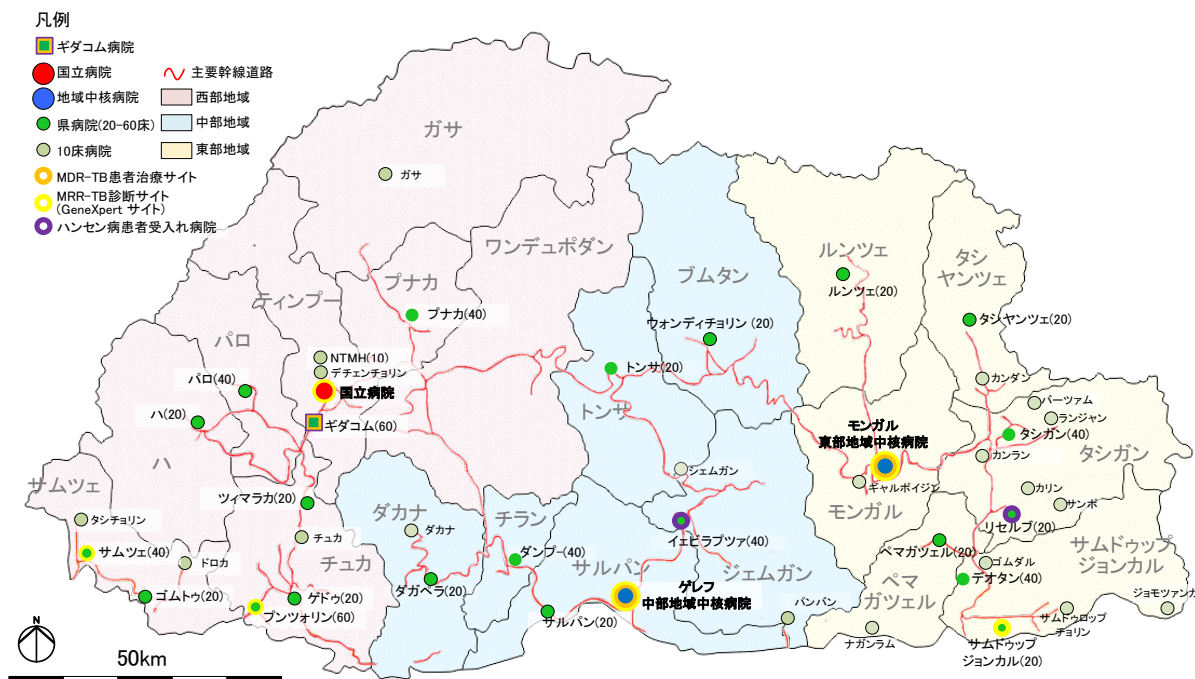 凡例
ギダコム病院
国立病院
主要幹線道路
地域中核病院
西部地域
県病院(20-60床)
中部地域
10床病院
東部地域
MDR-TB患者治療サイト
MRR-TB診断サイト
(GeneXpert サイト)
ハンセン病患者受入れ病院
ガサ
ガサ
ワンデュポダン
プナカ
プナカ(40)
ティンプー
パロ
パロ(40)
NTMH(10)
デチェンチョリン
国立病院
ハ(20)
ギダコム(60)
ハ
サムツェ
タシチョリン
サムツェ(40)
ドロカ
ゴムトゥ(20)
ツィマラカ(20)
チュカ
チュカ
ゲドゥ(20)
プンツォリン(60)
ダカナ
ダカナ
ダガペラ(20)
チラン
ダンプ-(40)
サルパン
サルパン(20)
ブムタン
ウォンディチョリン (20)
トンサ(20)
トンサ
シェムガン
イェビラプツァ(40)
ジェムガン
ゲレフ
中部地域中核病院
バンバン
ルンツェ
ルンツェ(20)
タシ
ヤンツェ
タシヤンツェ(20)
モンガル
東部地域中核病院
ギャルポイジン
モンガル
カンダン
バーツァム
ランジャン
タシガン(40)
カンラン
タシガン
カリン
サンボ
リセルブ(20)
ペマガツェル(20)
ゴムダル
デオタン(40)
ペマ
ガツェル
サムドゥップ
ジョンカル
ナガンラム
サムドゥロップ
チョリン
ジョモツァンカ
サムドゥップ
ジョンカル(20)
N
50km